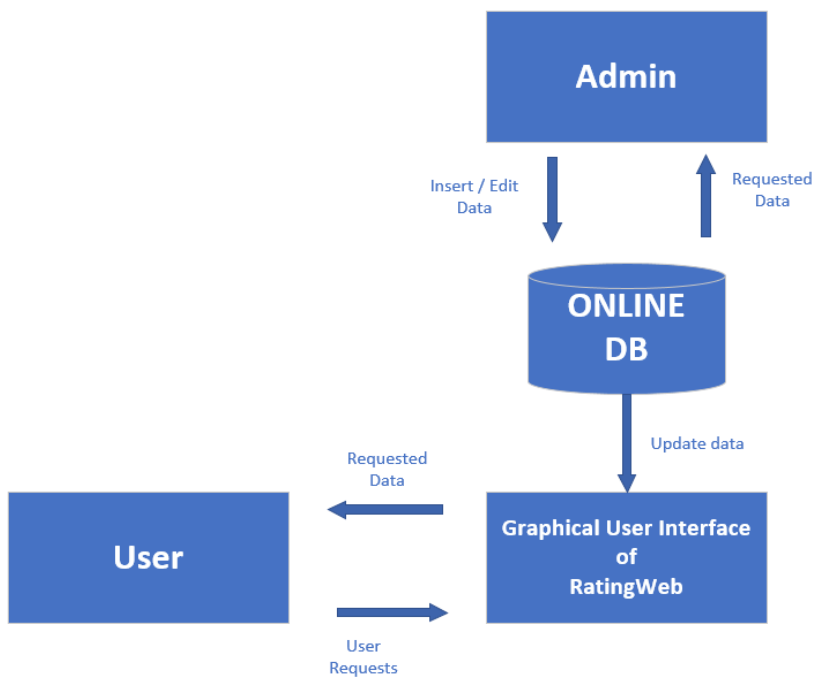 Admin
Insert / Edit
Data
Requested
Data
ONLINE
DB
Update data
Requested
Data
User
Graphical User Interface
of
RatingWeb
User
Requests